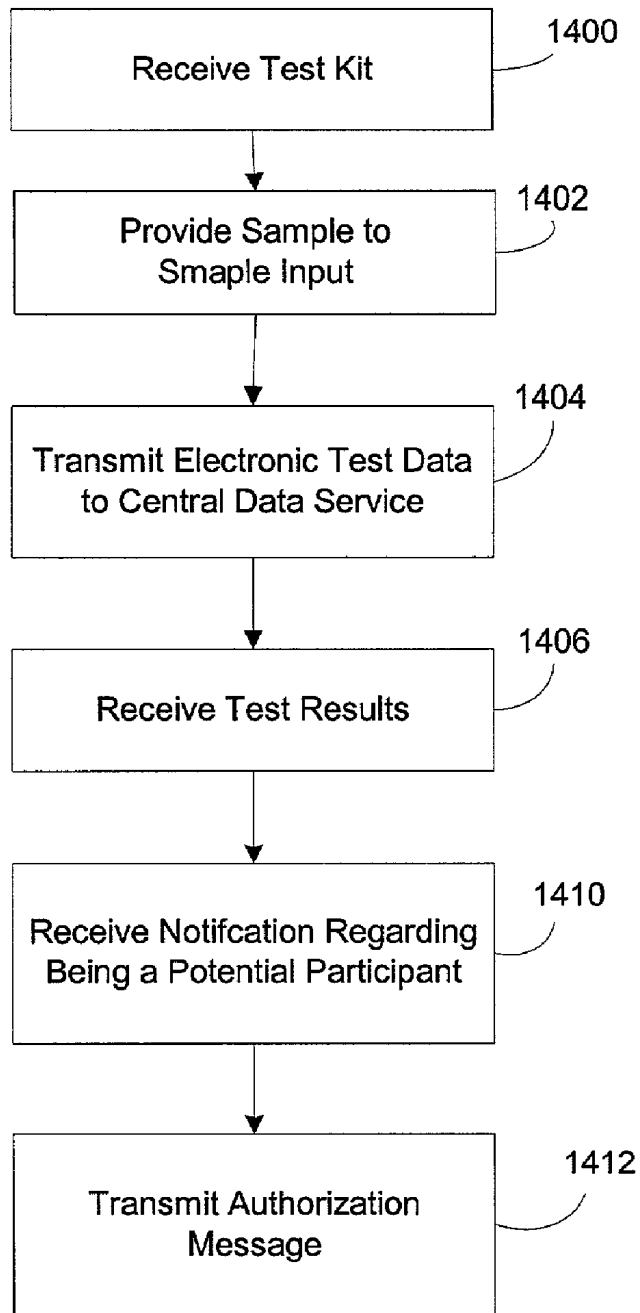 1400
Receive Test Kit
1402
Provide Sample to
Smaple Input
1404
Transmit Electronic Test Data
to Central Data Service
1406
Receive Test Results
1410
Receive Notifcation Regarding
Being a Potential Participant
1412
Transmit Authorization
Message